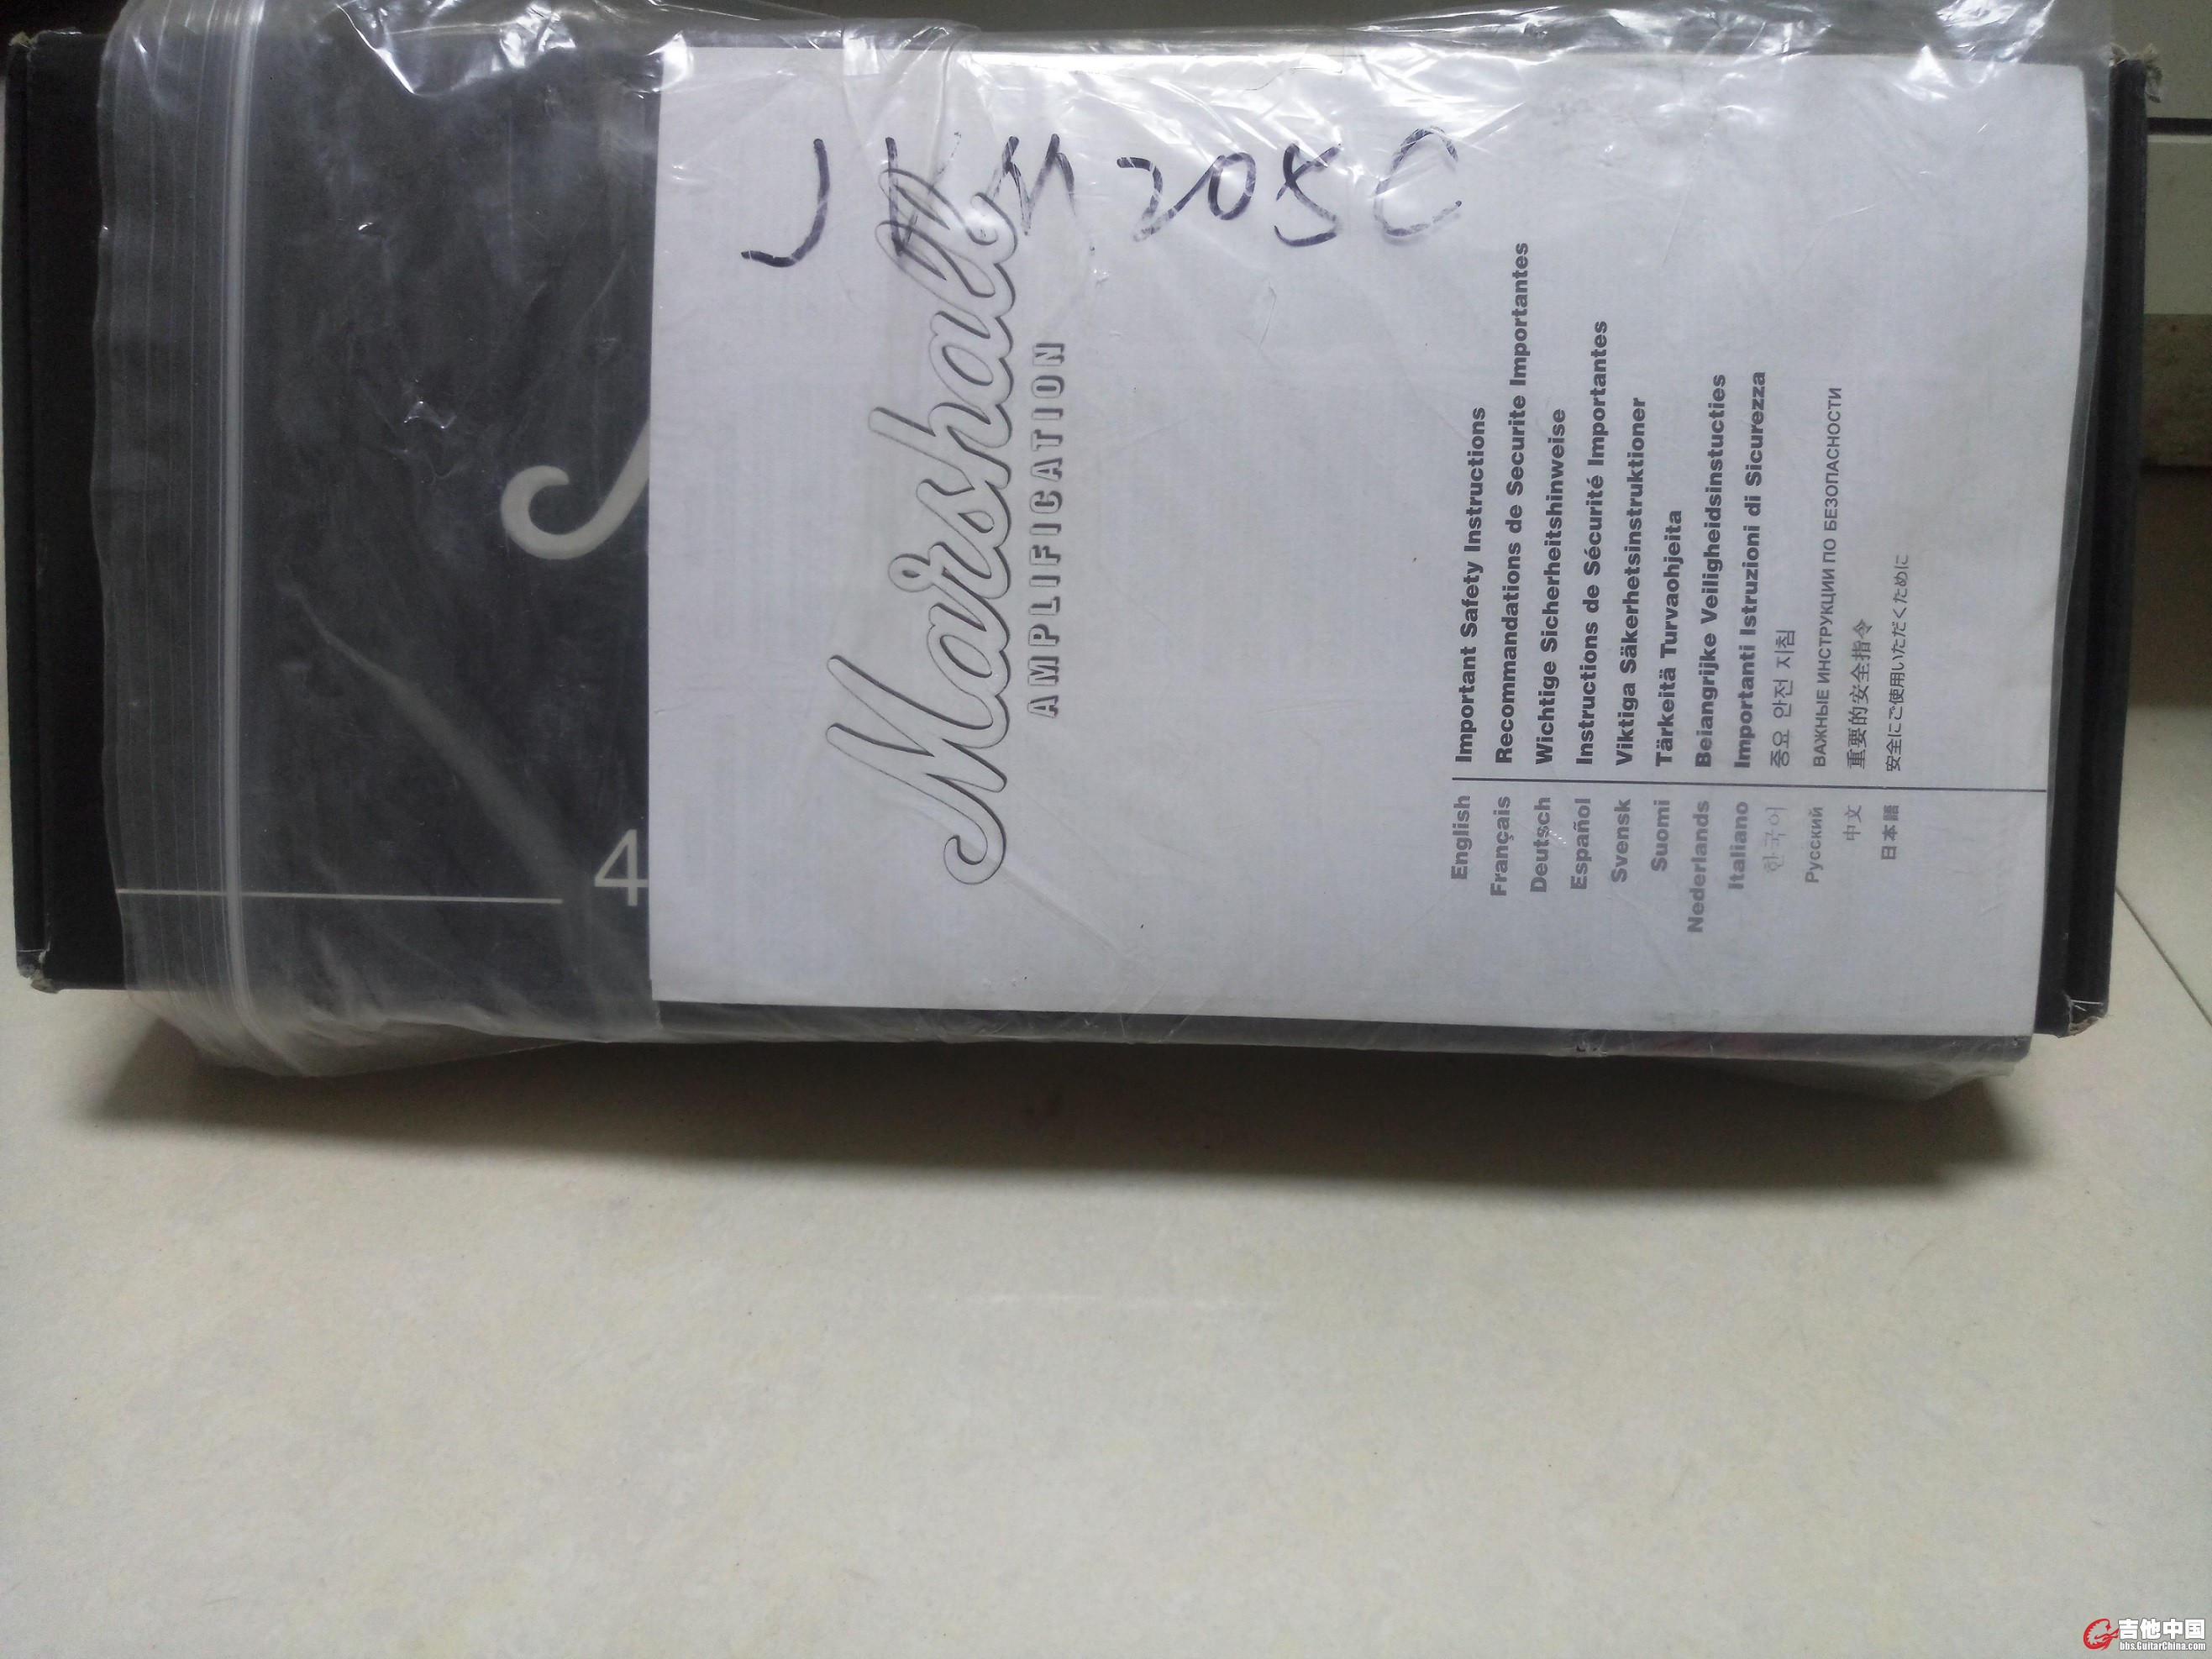 JVM205C
Marshall
AMPLIFICATION
4
English Important Safety Instructions
Français Recommandations de Securite Importantes
Deutsch Wichtige Sicherheitshinweise
Español Instructions de Sécurité Importantes
Svensk Viktiga Säkerhetsinstruktioner
Suomi Tärkeitä Turvaohjeita
Nederlands Beiangrijke Veiligheidsinstucties
Italiano Importanti Istruzioni di Sicurezza
한국어 중요 안전 지침
Русский ВАЖНЫЕ ИНСТРУКЦИИ ПО БЕЗОПАСНОСТИ
中文 重要的安全指令
日本語 安全にご使用いただくために
吉他中国
bbs.GuitarChina.com